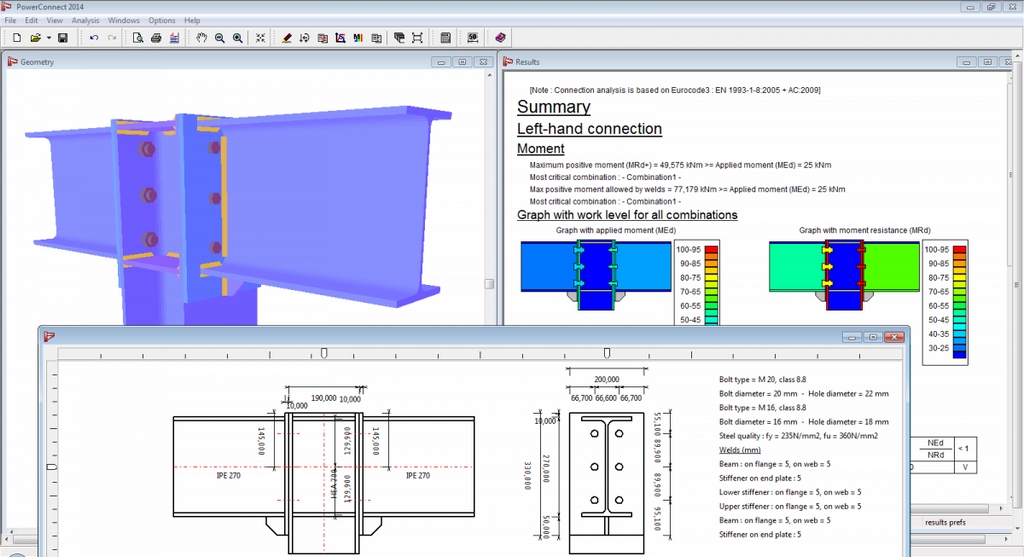 PowerConnect 2014
File Edit View Analysis Windows Options Help
Geometry
Results
[Note : Connection analysis is based on Eurocode3 : EN 1993-1-8:2005 + AC:2009]
Summary
Left-hand connection
Moment
Maximum positive moment (MRd+) = 49,575 kNm >= Applied moment (MEd) = 25 kNm
Most critical combination : - Combination1 -
Max positive moment allowed by welds = 77,179 kNm >= Applied moment (MEd) = 25 kNm
Most critical combination : - Combination1 -
Graph with work level for all combinations
Graph with applied moment (MEd)
100-95
90-85
80-75
70-65
60-55
50-45
Graph with moment resistance (MRd)
100-95
90-85
80-75
70-65
60-55
50-45
40-35
30-25
190,000
10,000
10,000
145,000
129,900
145,000
IPE 270
HEA 200
IPE 270
129,900
200,000
66,700 66,600 66,700
10,000
330,000
270,000
50,000
55,100
89,900
89,900
95,100
Bolt type = M 20, class 8.8
Bolt diameter = 20 mm - Hole diameter = 22 mm
Bolt type = M 16, class 8.8
Bolt diameter = 16 mm - Hole diameter = 18 mm
Steel quality : fy = 235N/mm2, fu = 360N/mm2
Welds (mm)
Beam : on flange = 5, on web = 5
Stiffener on end plate : 5
Lower stiffener : on flange = 5, on web = 5
Upper stiffener : on flange = 5, on web = 5
Beam : on flange = 5, on web = 5
Stiffener on end plate : 5
NEd
NRd
< 1
V
results prefs